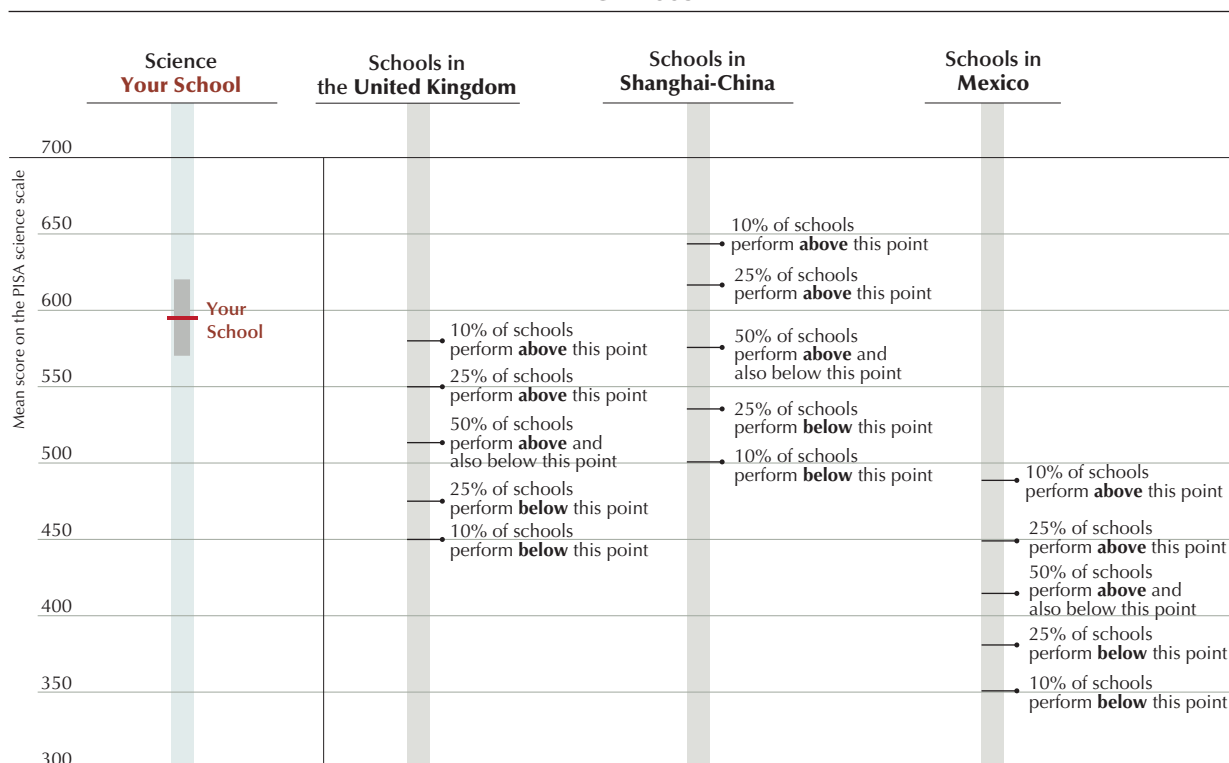 Science
Your School
Schools in
the United Kingdom
Schools in
Shanghai-China
Schools in
Mexico
Mean score on the PISA science scale
700
650
600
550
500
450
400
350
300
Your
School
10% of schools
perform above this point
25% of schools
perform above this point
50% of schools
perform above and
also below this point
25% of schools
perform below this point
10% of schools
perform below this point
10% of schools
perform above this point
25% of schools
perform above this point
50% of schools
perform above and
also below this point
25% of schools
perform below this point
10% of schools
perform below this point
10% of schools
perform above this point
25% of schools
perform above this point
50% of schools
perform above and
also below this point
25% of schools
perform below this point
10% of schools
perform below this point